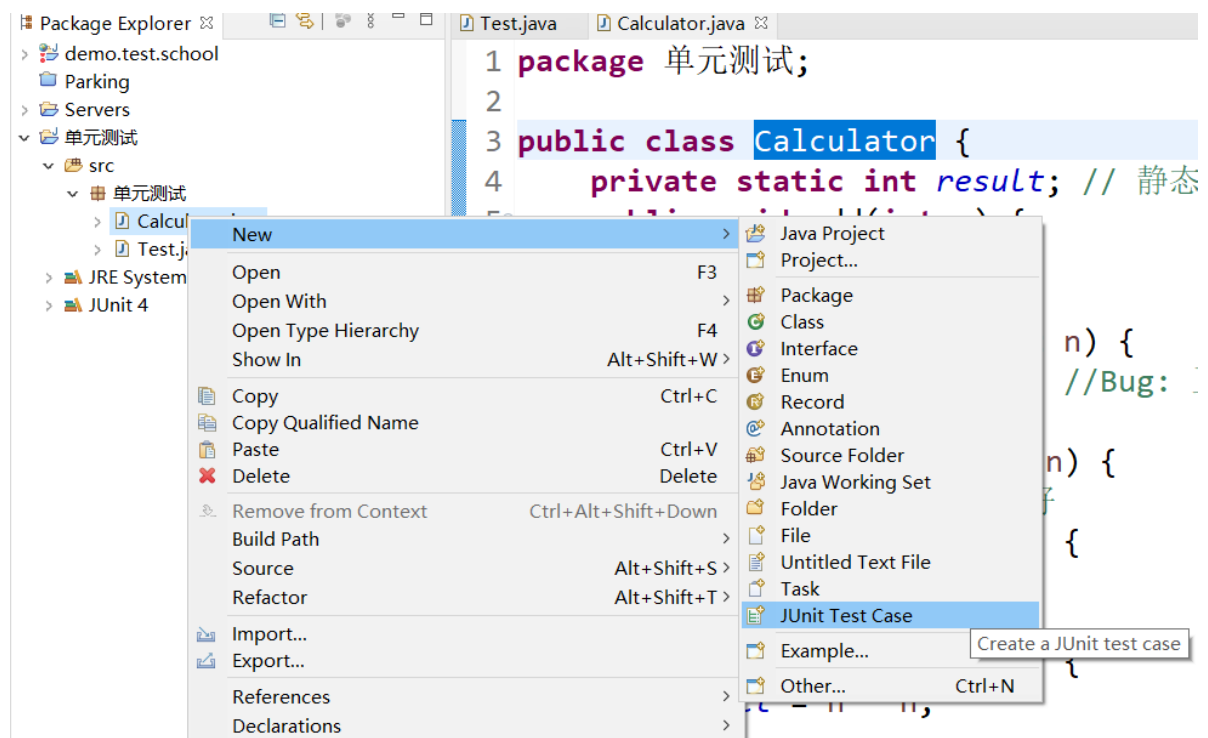 Package Explorer
demo.test.school
Parking
Servers
单元测试
src
单元测试
Test.j
JRE System
JUnit 4
Test.java
Calculator.java
1 package 单元测试;
2
3 public class Calculator {
4 private static int result; // 静态
n) {
//Bug:
n) {
{
New
Open F3
Open With
Open Type Hierarchy F4
Show In Alt+Shift+W
Copy Ctrl+C
Copy Qualified Name
Paste Ctrl+V
Delete Delete
Remove from Context Ctrl+Alt+Shift+Down
Build Path
Source Alt+Shift+S
Refactor Alt+Shift+T
Import...
Export...
References
Declarations
Java Project
Project...
Package
Class
Interface
Enum
Record
Annotation
Source Folder
Java Working Set
Folder
File
Untitled Text File
Task
JUnit Test Case
Example...
Other... Ctrl+N
Create a JUnit test case